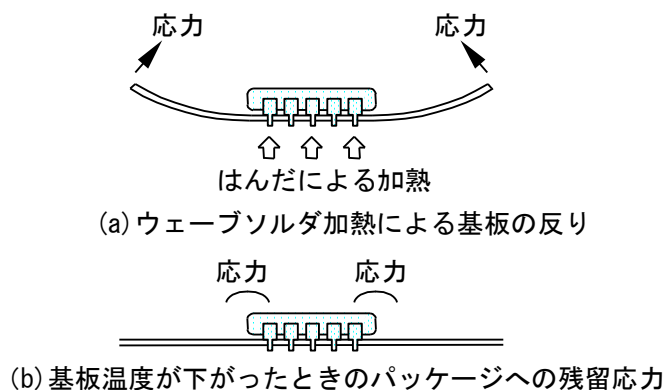 応力 応力
はんだによる加熱
(a)ウェーブソルダ加熱による基板の反り
応力 応力
(b)基板温度が下がったときのパッケージへの残留応力